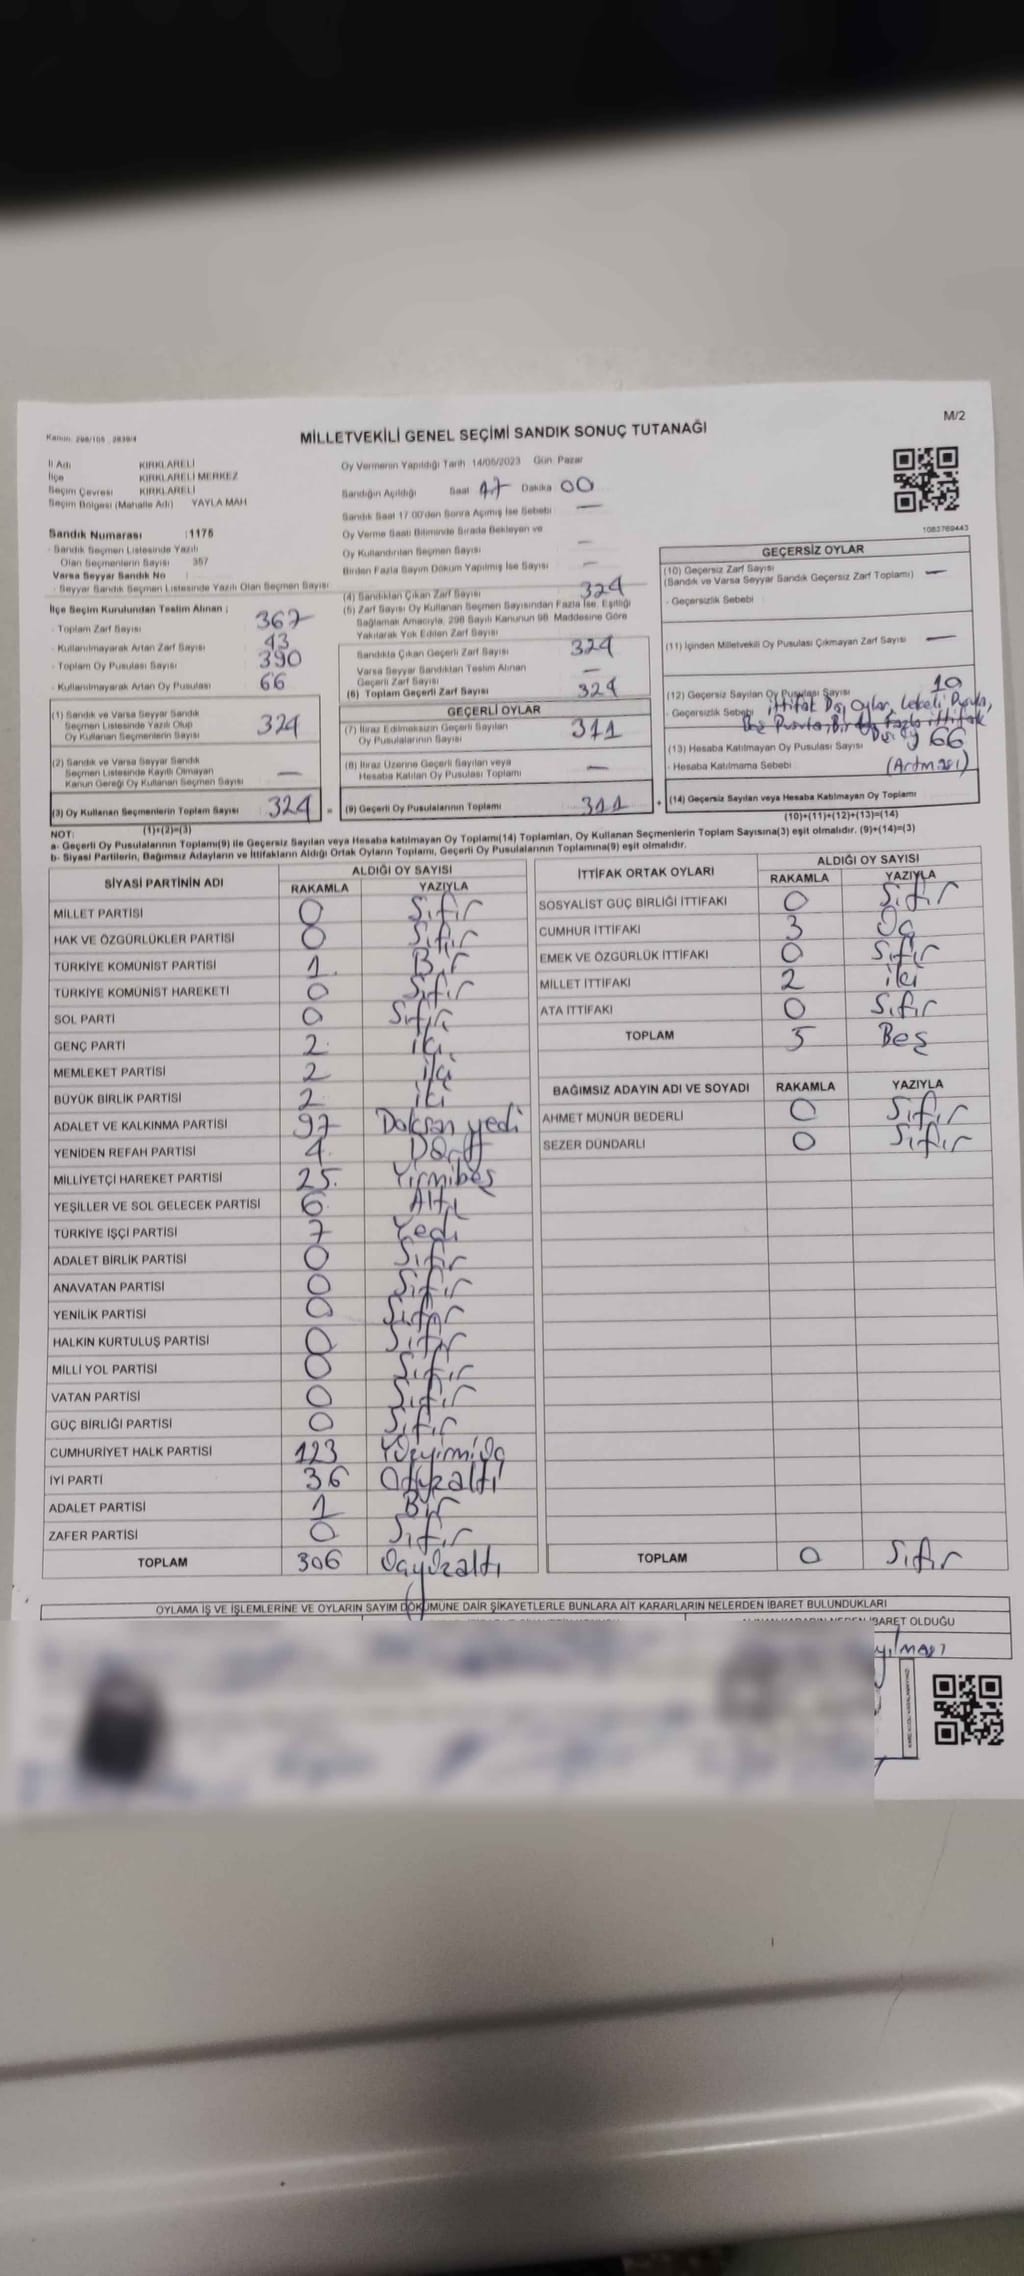 M/2
Kanun: 298/105 , 2839/4
MİLLETVEKİLİ GENEL SEÇİMİ SANDIK SONUÇ TUTANAĞI
İl Adı KIRKLARELİ
İlçe KIRKLARELİ MERKEZ
Seçim Çevresi KIRKLARELİ
Seçim Bölgesi (Mahalle Adı) YAYLA MAH
Sandık Numarası :1176
- Sandık Seçmen Listesinde Yazılı
Olan Seçmenlerin Sayısı 357
Varsa Seyyar Sandık No
- Seyyar Sandık Seçmen Listesinde Yazılı Olan Seçmen Sayısı
İlçe Seçim Kurulundan Teslim Alınan ;
- Toplam Zarf Sayısı 367
- Kullanılmayarak Artan Zarf Sayısı 43
- Toplam Oy Pusulası Sayısı 390
- Kullanılmayarak Artan Oy Pusulası 66
(1) Sandık ve Varsa Seyyar Sandık
Seçmen Listesinde Yazılı Olup
Oy Kullanan Seçmenlerin Sayısı 324
(2) Sandık ve Varsa Seyyar Sandık
Seçmen Listesinde Kayıtlı Olmayan
Kanun Gereği Oy Kullanan Seçmen Sayısı —
(3) Oy Kullanan Seçmenlerin Toplam Sayısı 324 =
(1)+(2)=(3)
Oy Vermenin Yapıldığı Tarih 14/05/2023 Gün Pazar
Sandığın Açıldığı Saat 17 Dakika 00
Sandık Saat 17.00'den Sonra Açımış İse Sebebi —
Oy Verme Saati Bitiminde Sırada Bekleyen ve
Oy Kullandırılan Seçmen Sayısı —
Birden Fazla Sayım Döküm Yapılmış İse Sayısı —
(4) Sandıktan Çıkan Zarf Sayısı 324
(5) Zarf Sayısı Oy Kullanan Seçmen Sayısından Fazla İse, Eşitliği
Sağlamak Amacıyla, 298 Sayılı Kanunun 98. Maddesine Göre
Yakılarak Yok Edilen Zarf Sayısı
Sandıkta Çıkan Geçerli Zarf Sayısı 324
Varsa Seyyar Sandıktan Teslim Alınan
Geçerli Zarf Sayısı —
(6) Toplam Geçerli Zarf Sayısı 324
GEÇERLİ OYLAR
(7) İtiraz Edilmeksizin Geçerli Sayılan
Oy Pusulalarının Sayısı 311
(8) İtiraz Üzerine Geçerli Sayılan veya
Hesaba Katılan Oy Pusulası Toplamı —
(9) Geçerli Oy Pusulalarının Toplamı 311 +
1083769443
GEÇERSİZ OYLAR
(10) Geçersiz Zarf Sayısı
(Sandık ve Varsa Seyyar Sandık Geçersiz Zarf Toplamı) —
- Geçersizlik Sebebi
(11) İçinden Milletvekili Oy Pusulası Çıkmayan Zarf Sayısı —
(12) Geçersiz Sayılan Oy Pusulası Sayısı 10
- Geçersizlik Sebebi İttifak Dışı Oylar, Lekeli Pusula,
Boş Pusula, Bir Fazla ittifak
(13) Hesaba Katılmayan Oy Pusulası Sayısı 66
- Hesaba Katılmama Sebebi (Artması)
(14) Geçersiz Sayılan veya Hesaba Katılmayan Oy Toplamı
(10)+(11)+(12)+(13)=(14)
NOT:
a- Geçerli Oy Pusulalarının Toplamı(9) ile Geçersiz Sayılan veya Hesaba katılmayan Oy Toplamı(14) Toplamları, Oy Kullanan Seçmenlerin Toplam Sayısına(3) eşit olmalıdır. (9)+(14)=(3)
b- Siyasi Partilerin, Bağımsız Adayların ve İttifakların Aldığı Ortak Oyların Toplamı, Geçerli Oy Pusulalarının Toplamına(9) eşit olmalıdır.
SİYASİ PARTİNİN ADI ALDIĞI OY SAYISI
RAKAMLA YAZIYLA
MİLLET PARTİSİ 0 Sıfır
HAK VE ÖZGÜRLÜKLER PARTİSİ 0 Sıfır
TÜRKİYE KOMÜNİST PARTİSİ 1 Bir
TÜRKİYE KOMÜNİST HAREKETİ 0 Sıfır
SOL PARTİ 0 Sıfır
GENÇ PARTİ 2 iki
MEMLEKET PARTİSİ 2 iki
BÜYÜK BİRLİK PARTİSİ 2 iki
ADALET VE KALKINMA PARTİSİ 97 Doksan yedi
YENİDEN REFAH PARTİSİ 4 Dört
MİLLİYETÇİ HAREKET PARTİSİ 25 Yirmibeş
YEŞİLLER VE SOL GELECEK PARTİSİ 6 Altı
TÜRKİYE İŞÇİ PARTİSİ 7 Yedi
ADALET BİRLİK PARTİSİ 0 Sıfır
ANAVATAN PARTİSİ 0 Sıfır
YENİLİK PARTİSİ 0 Sıfır
HALKIN KURTULUŞ PARTİSİ 0 Sıfır
MİLLİ YOL PARTİSİ 0 Sıfır
VATAN PARTİSİ 0 Sıfır
GÜÇ BİRLİĞİ PARTİSİ 0 Sıfır
CUMHURİYET HALK PARTİSİ 123 Yüzyirmiüç
İYİ PARTİ 36 Otuzaltı
ADALET PARTİSİ 1 Bir
ZAFER PARTİSİ 0 Sıfır
TOPLAM 306 Üçyüzaltı
İTTİFAK ORTAK OYLARI ALDIĞI OY SAYISI
RAKAMLA YAZIYLA
SOSYALİST GÜÇ BİRLİĞİ İTTİFAKI 0 Sıfır
CUMHUR İTTİFAKI 3 Üç
EMEK VE ÖZGÜRLÜK İTTİFAKI 0 Sıfır
MİLLET İTTİFAKI 2 iki
ATA İTTİFAKI 0 Sıfır
TOPLAM 5 Beş
BAĞIMSIZ ADAYIN ADI VE SOYADI RAKAMLA YAZIYLA
AHMET MÜNÜR BEDERLİ 0 Sıfır
SEZER DÜNDARLI 0 Sıfır
TOPLAM 0 Sıfır
OYLAMA İŞ VE İŞLEMLERİNE VE OYLARIN SAYIM DÖKÜMÜNE DAİR ŞİKAYETLERLE BUNLARA AİT KARARLARIN NELERDEN İBARET BULUNDUKLARI
İBARET OLDUĞU